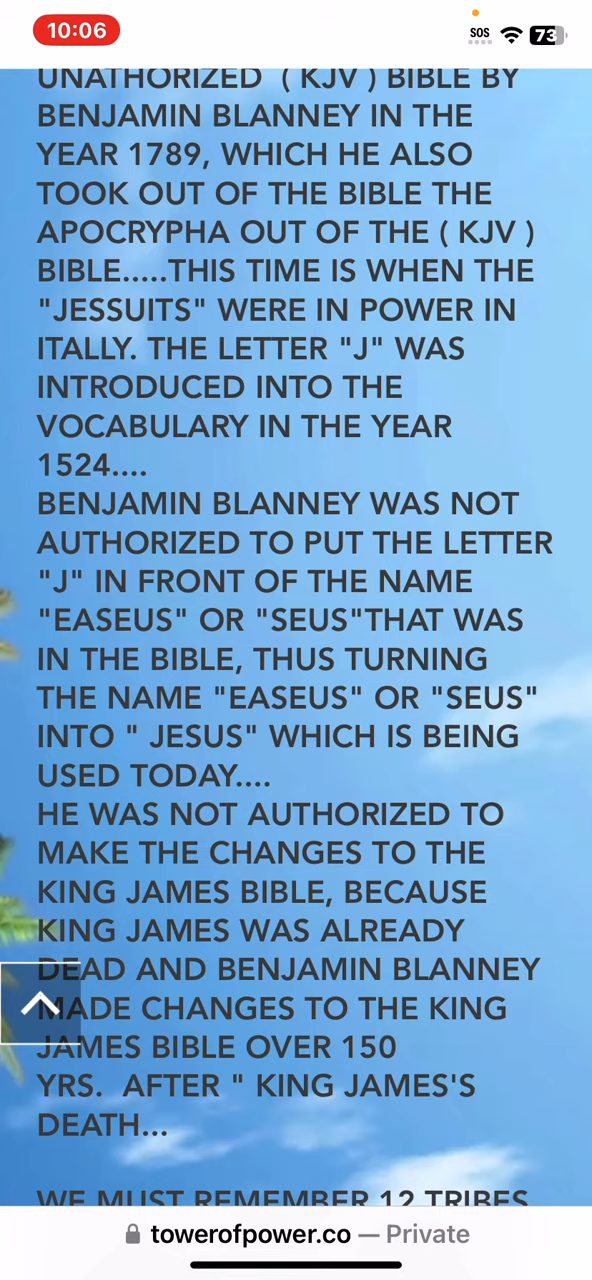 10:06
SOS
73
UNATHORIZED ( KJV ) BIBLE BY
BENJAMIN BLANNEY IN THE
YEAR 1789, WHICH HE ALSO
TOOK OUT OF THE BIBLE THE
APOCRYPHA OUT OF THE ( KJV )
BIBLE.....THIS TIME IS WHEN THE
"JESSUITS" WERE IN POWER IN
ITALLY. THE LETTER "J" WAS
INTRODUCED INTO THE
VOCABULARY IN THE YEAR
1524....
BENJAMIN BLANNEY WAS NOT
AUTHORIZED TO PUT THE LETTER
"J" IN FRONT OF THE NAME
"EASEUS" OR "SEUS"THAT WAS
IN THE BIBLE, THUS TURNING
THE NAME "EASEUS" OR "SEUS"
INTO " JESUS" WHICH IS BEING
USED TODAY....
HE WAS NOT AUTHORIZED TO
MAKE THE CHANGES TO THE
KING JAMES BIBLE, BECAUSE
KING JAMES WAS ALREADY
DEAD AND BENJAMIN BLANNEY
MADE CHANGES TO THE KING
JAMES BIBLE OVER 150
YRS. AFTER " KING JAMES'S
DEATH...
WE MUST REMEMBER 12 TRIBES
towerofpower.co — Private